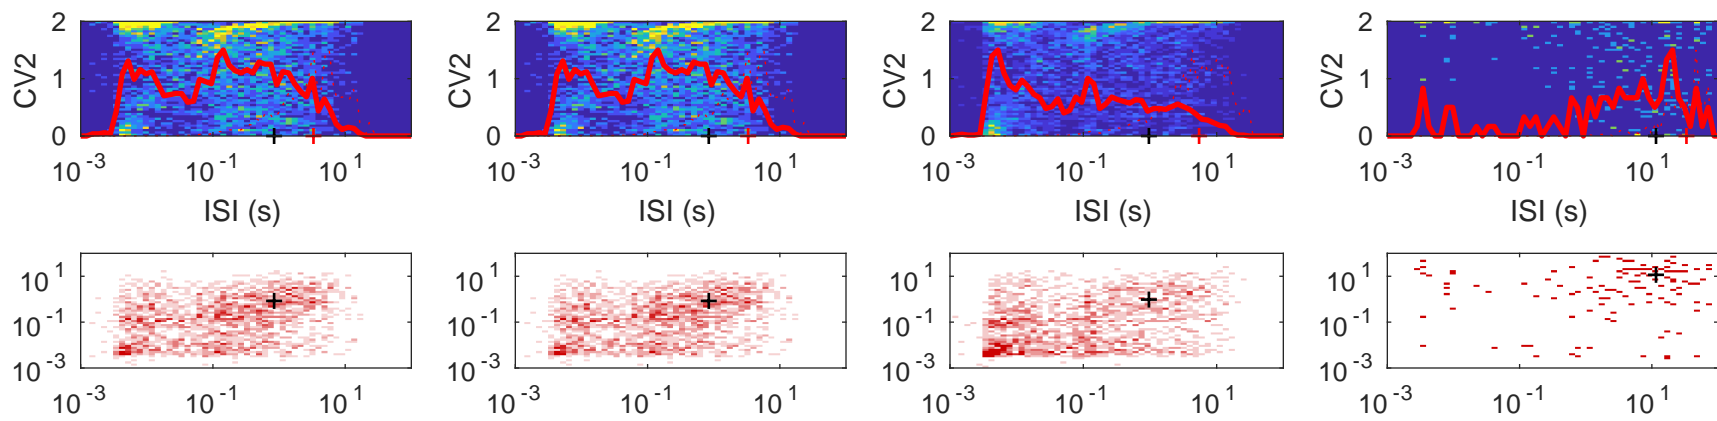 2 2 2 2
CV2 CV2 CV2 CV2
1 1 1 1
0 0 0 0
10^-3 10^-1 10^1 10^-3 10^-1 10^1 10^-3 10^-1 10^1 10^-3 10^-1 10^1
ISI (s) ISI (s) ISI (s) ISI (s)
10^1 10^1 10^1 10^1
10^-1 10^-1 10^-1 10^-1
10^-3 10^-3 10^-3 10^-3
10^-3 10^-1 10^1 10^-3 10^-1 10^1 10^-3 10^-1 10^1 10^-3 10^-1 10^1